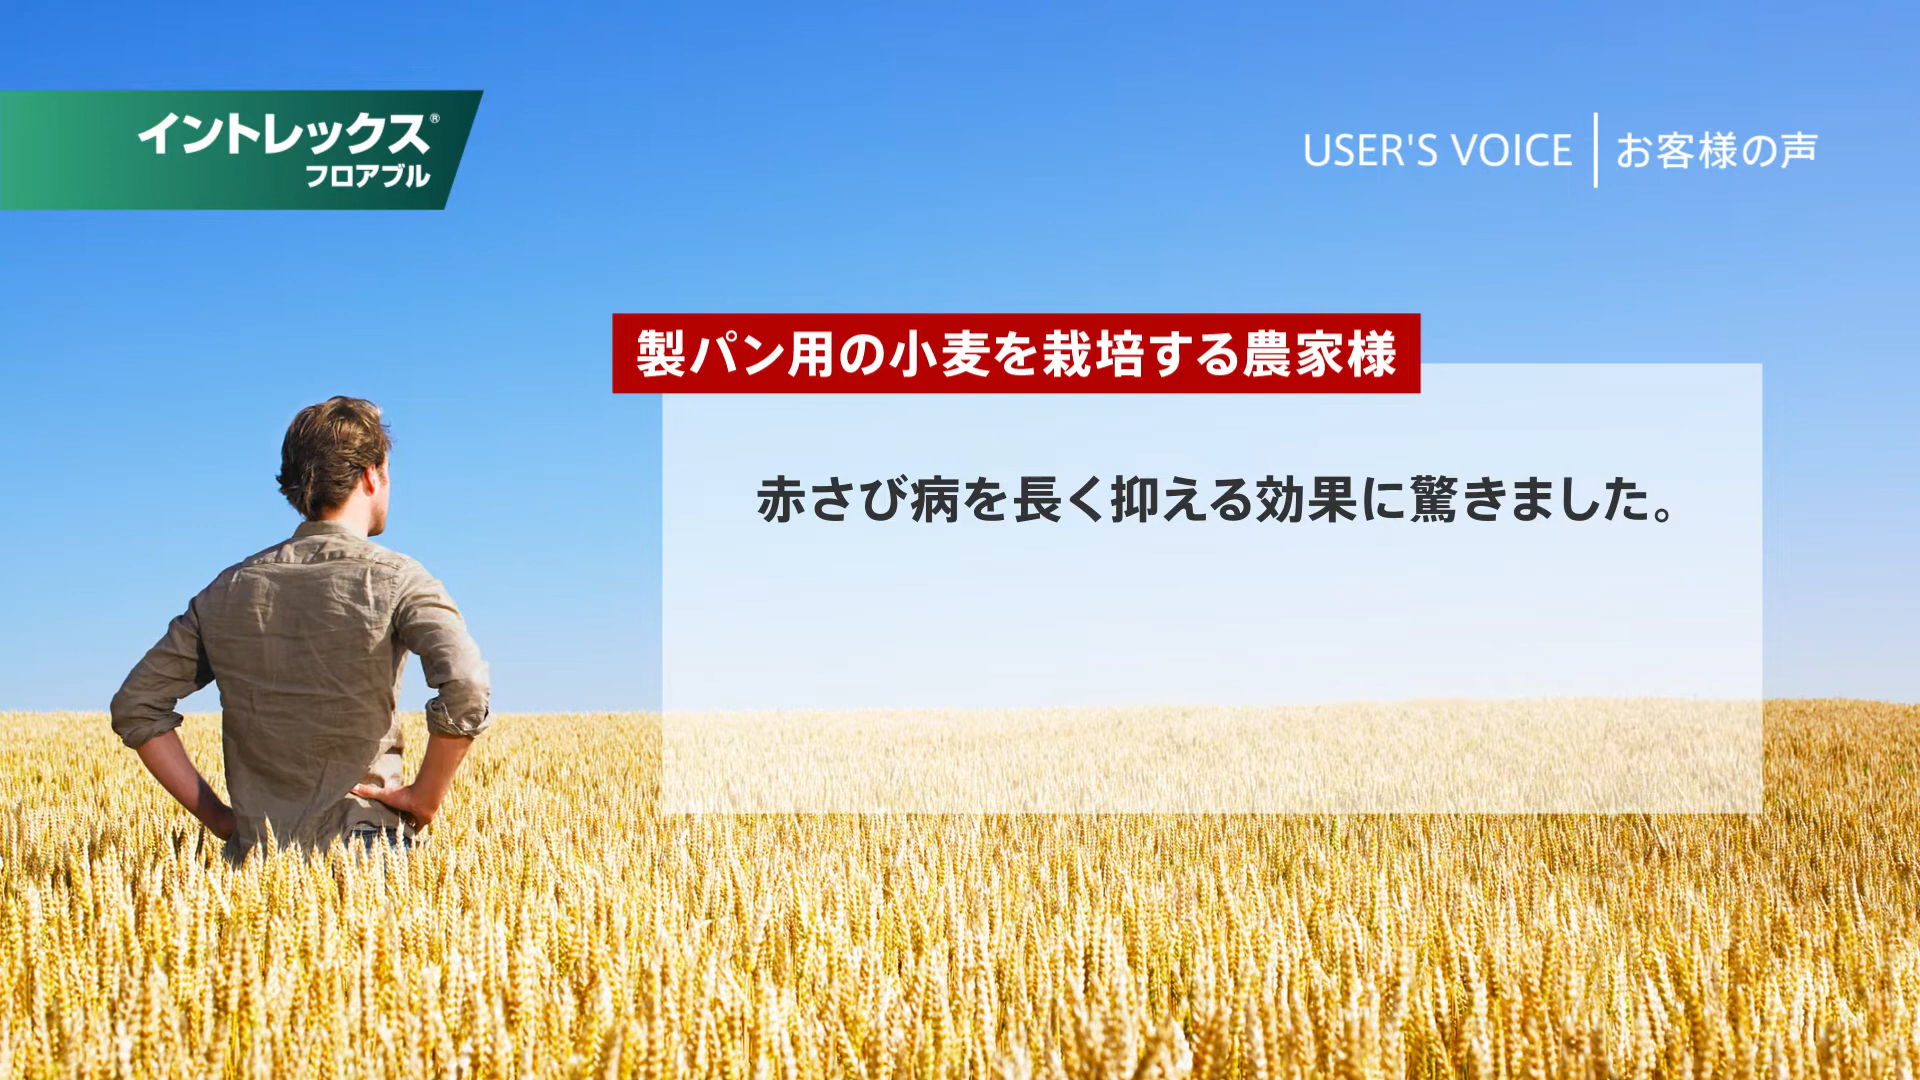 イントレックス®
フロアブル
USER'S VOICE お客様の声
製パン用の小麦を栽培する農家様
赤さび病を長く抑える効果に驚きました。